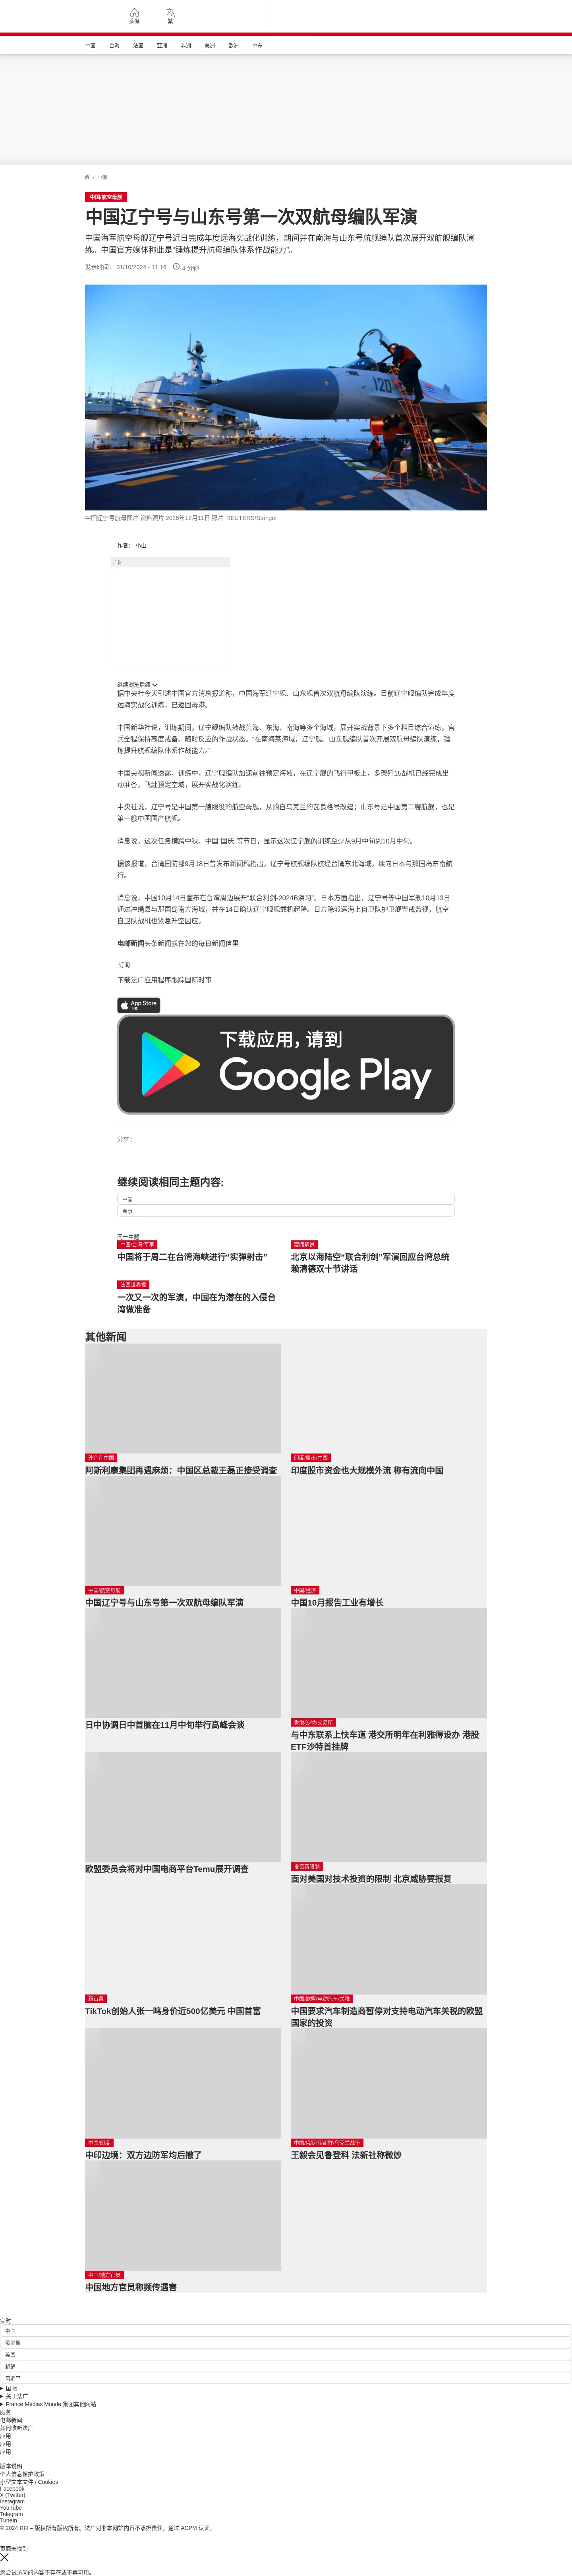 头条
繁
中国
台海
法国
亚洲
非洲
美洲
欧洲
中东
/ 中国
中国/航空母舰
中国辽宁号与山东号第一次双航母编队军演
中国海军航空母舰辽宁号近日完成年度远海实战化训练，期间并在南海与山东号航舰编队首次展开双航舰编队演
练。中国官方媒体称此是“锤炼提升航母编队体系作战能力”。
发表时间： 31/10/2024 - 11:16
4 分钟
120
中国辽宁号航母图片 资料照片 2016年12月11日 照片 REUTERS/Stringer
作者： 小山
广告
继续浏览后续
据中央社今天引述中国官方消息报道称，中国海军辽宁舰、山东舰首次双航母编队演练。目前辽宁舰编队完成年度
远海实战化训练，已返回母港。
中国新华社说，训练期间，辽宁舰编队转战黄海、东海、南海等多个海域，展开实战背景下多个科目综合演练，官
兵全程保持高度戒备、随时反应的作战状态。“在南海某海域，辽宁舰、山东舰编队首次开展双航母编队演练，锤
炼提升航舰编队体系作战能力。”
中国央视新闻透露，训练中，辽宁舰编队加速前往预定海域，在辽宁舰的飞行甲板上，多架歼15战机已经完成出
动准备，飞赴预定空域，展开实战化演练。
中央社说，辽宁号是中国第一艘服役的航空母舰，从购自乌克兰的瓦良格号改建；山东号是中国第二艘航舰，也是
第一艘中国国产航舰。
消息说，这次任务横跨中秋、中国“国庆”等节日，显示这次辽宁舰的训练至少从9月中旬到10月中旬。
据该报道，台湾国防部9月18日曾发布新闻稿指出，辽宁号航舰编队航经台湾东北海域，续向日本与那国岛东南航
行。
消息说，中国10月14日宣布在台湾周边展开“联合利剑-2024B演习”。日本方面指出，辽宁号等中国军舰10月13日
通过冲绳县与那国岛南方海域，并在14日确认辽宁舰舰载机起降。日方除派遣海上自卫队护卫舰警戒监视，航空
自卫队战机也紧急升空因应。
电邮新闻头条新闻就在您的每日新闻信里
订阅
下载法广应用程序跟踪国际时事
App Store
下载
下载应用，请到
Google Play
分享 :
继续阅读相同主题内容:
中国
军事
同一主题
中国/台湾/军事
中国将于周二在台湾海峡进行“实弹射击”
要闻解说
北京以海陆空“联合利剑”军演回应台湾总统
赖清德双十节讲话
法国世界报
一次又一次的军演，中国在为潜在的入侵台
湾做准备
其他新闻
外企在中国
阿斯利康集团再遇麻烦：中国区总裁王磊正接受调查
印度/股市/中国
印度股市资金也大规模外流 称有流向中国
中国/航空母舰
中国辽宁号与山东号第一次双航母编队军演
中国/经济
中国10月报告工业有增长
日中协调日中首脑在11月中旬举行高峰会谈
香港/沙特/交易所
与中东联系上快车道 港交所明年在利雅得设办 港股
ETF沙特首挂牌
欧盟委员会将对中国电商平台Temu展开调查
投资新规制
面对美国对技术投资的限制 北京威胁要报复
新首富
TikTok创始人张一鸣身价近500亿美元 中国首富
中国/欧盟/电动汽车/关税
中国要求汽车制造商暂停对支持电动汽车关税的欧盟
国家的投资
中国/印度
中印边境：双方边防军均后撤了
中国/俄罗斯/朝鲜/乌克兰战争
王毅会见鲁登科 法新社称微妙
中国/地方官员
中国地方官员称频传遇害
实时
中国
俄罗斯
美国
朝鲜
习近平
国际
关于法广
France Médias Monde 集团其他网站
服务
电邮新闻
如何收听法广
应用
应用
应用
版本说明
个人信息保护政策
小型文本文件 / Cookies
Facebook
X (Twitter)
Instagram
YouTube
Telegram
TuneIn
© 2024 RFI – 版权所有版权所有。法广对非本网站内容不承担责任。通过 ACPM 认证。
页面未找到
您尝试访问的内容不存在或不再可用。